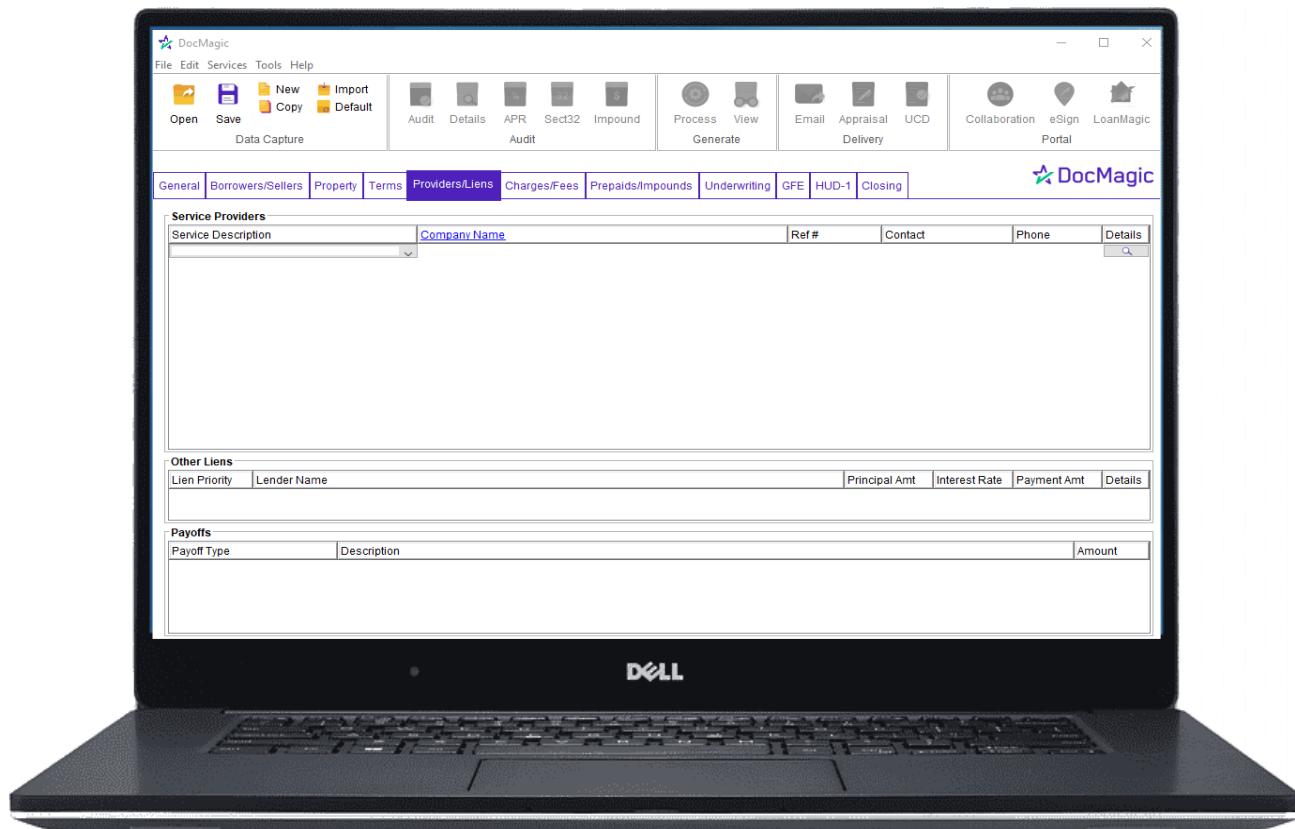 DocMagic
File Edit Services Tools Help
Open Save New Copy Import Default
Data Capture
Audit Details APR Sect32 Impound
Audit
Process View
Generate
Email Appraisal UCD
Delivery
Collaboration eSign LoanMagic
Portal
DocMagic
General Borrowers/Sellers Property Terms Providers/Liens Charges/Fees Prepaids/Impounds Underwriting GFE HUD-1 Closing
Service Providers
Service Description Company Name Ref # Contact Phone Details
Other Liens
Lien Priority Lender Name Principal Amt Interest Rate Payment Amt Details
Payoffs
Payoff Type Description Amount
DELL